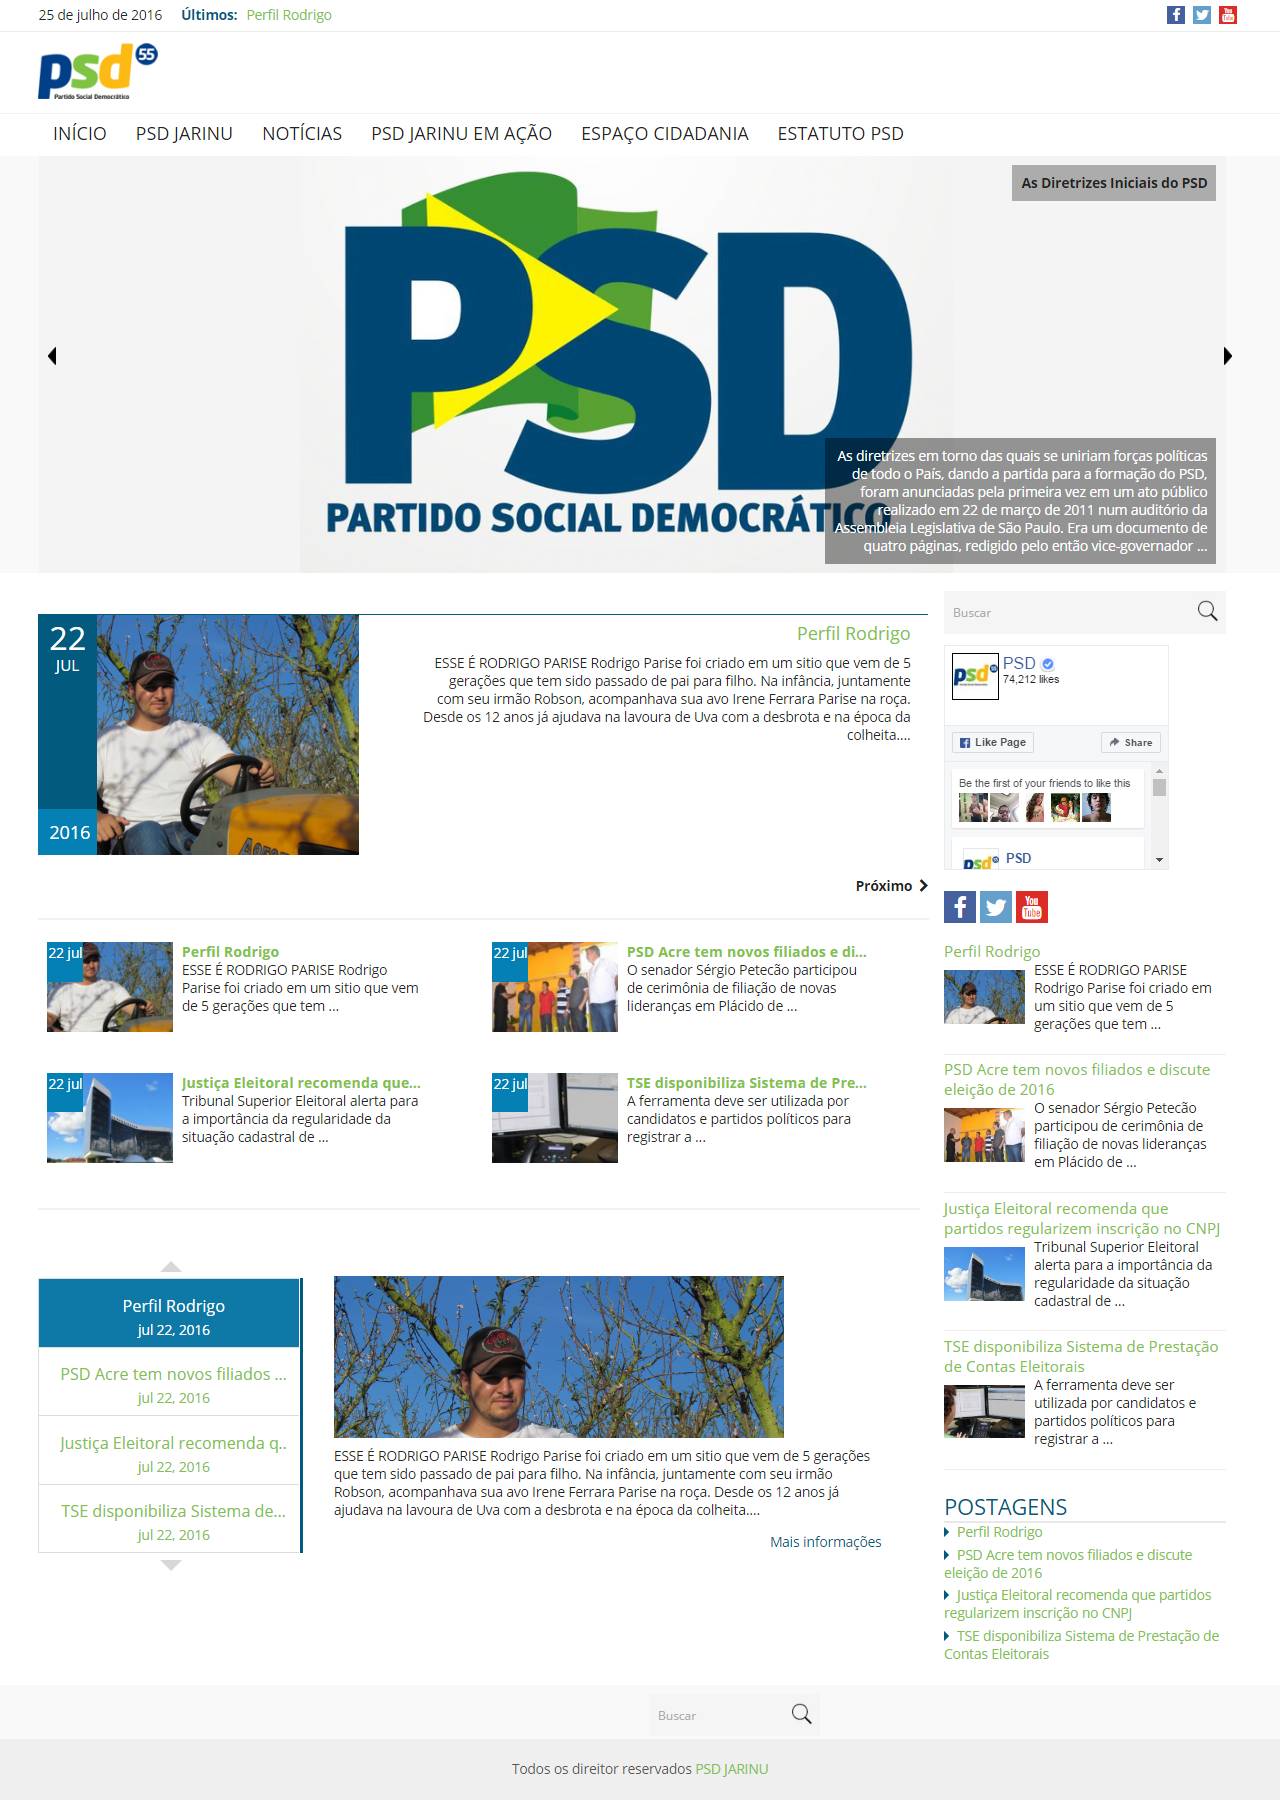 25 de julho de 2016 Últimos: Perfil Rodrigo
psd 55
Partido Social Democrático
INÍCIO PSD JARINU NOTÍCIAS PSD JARINU EM AÇÃO ESPAÇO CIDADANIA ESTATUTO PSD
As Diretrizes Iniciais do PSD
PSD
PARTIDO SOCIAL DEMOCRÁTICO
As diretrizes em torno das quais se uniriam forças políticas
de todo o País, dando a partida para a formação do PSD,
foram anunciadas pela primeira vez em um ato público
realizado em 22 de março de 2011 num auditório da
Assembleia Legislativa de São Paulo. Era um documento de
quatro páginas, redigido pelo então vice-governador ...
22
JUL
2016
Perfil Rodrigo
ESSE É RODRIGO PARISE Rodrigo Parise foi criado em um sitio que vem de 5
gerações que tem sido passado de pai para filho. Na infância, juntamente
com seu irmão Robson, acompanhava sua avo Irene Ferrara Parise na roça.
Desde os 12 anos já ajudava na lavoura de Uva com a desbrota e na época da
colheita....
Próximo
22 jul
Perfil Rodrigo
ESSE É RODRIGO PARISE Rodrigo
Parise foi criado em um sitio que vem
de 5 gerações que tem ...
22 jul
PSD Acre tem novos filiados e di...
O senador Sérgio Petecão participou
de cerimônia de filiação de novas
lideranças em Plácido de ...
22 jul
Justiça Eleitoral recomenda que...
Tribunal Superior Eleitoral alerta para
a importância da regularidade da
situação cadastral de ...
22 jul
TSE disponibiliza Sistema de Pre...
A ferramenta deve ser utilizada por
candidatos e partidos políticos para
registrar a ...
Perfil Rodrigo
jul 22, 2016
PSD Acre tem novos filiados ...
jul 22, 2016
Justiça Eleitoral recomenda q..
jul 22, 2016
TSE disponibiliza Sistema de...
jul 22, 2016
ESSE É RODRIGO PARISE Rodrigo Parise foi criado em um sitio que vem de 5 gerações
que tem sido passado de pai para filho. Na infância, juntamente com seu irmão
Robson, acompanhava sua avo Irene Ferrara Parise na roça. Desde os 12 anos já
ajudava na lavoura de Uva com a desbrota e na época da colheita....
Mais informações
Buscar
psd 55
PSD
74,212 likes
Like Page
Share
Be the first of your friends to like this
psd 55
PSD
You Tube
Perfil Rodrigo
ESSE É RODRIGO PARISE
Rodrigo Parise foi criado em
um sitio que vem de 5
gerações que tem ...
PSD Acre tem novos filiados e discute
eleição de 2016
O senador Sérgio Petecão
participou de cerimônia de
filiação de novas lideranças
em Plácido de ...
Justiça Eleitoral recomenda que
partidos regularizem inscrição no CNPJ
Tribunal Superior Eleitoral
alerta para a importância da
regularidade da situação
cadastral de ...
TSE disponibiliza Sistema de Prestação
de Contas Eleitorais
A ferramenta deve ser
utilizada por candidatos e
partidos políticos para
registrar a ...
POSTAGENS
Perfil Rodrigo
PSD Acre tem novos filiados e discute
eleição de 2016
Justiça Eleitoral recomenda que partidos
regularizem inscrição no CNPJ
TSE disponibiliza Sistema de Prestação de
Contas Eleitorais
Buscar
Todos os direitor reservados PSD JARINU